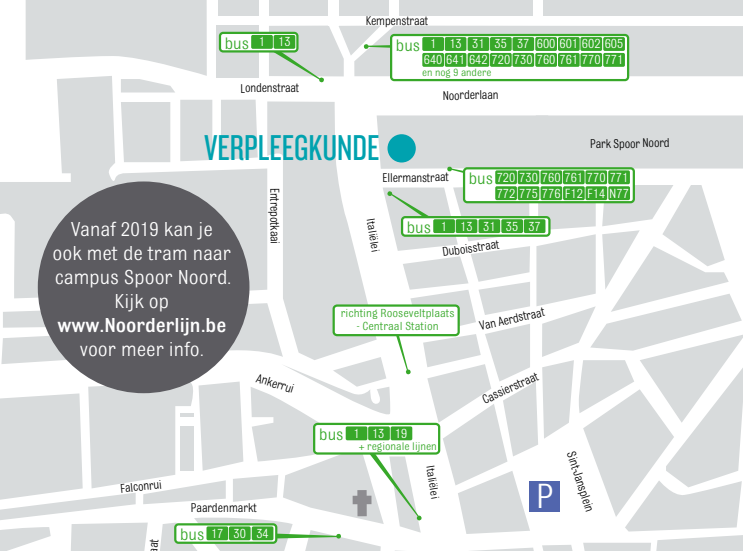 Kempenstraat
bus 1 13
bus 1 13 31 35 37 600 601 602 605
640 641 642 720 730 760 761 770 771
en nog 9 andere
Londenstraat
Noorderlaan
VERPLEEGKUNDE
Park Spoor Noord
Ellermanstraat
bus 720 730 760 761 770 771
772 775 776 F12 F14 N77
Entrepotkaai
Italiëlei
bus 1 13 31 35 37
Duboisstraat
Vanaf 2019 kan je
ook met de tram naar
campus Spoor Noord.
Kijk op
www.Noorderlijn.be
voor meer info.
richting Rooseveltplaats
- Centraal Station
Van Aerdtstraat
Ankerrui
Cassierstraat
bus 1 13 19
+ regionale lijnen
Italiëlei
Sint-Jansplein
P
Falconrui
Paardenmarkt
bus 17 30 34
aat